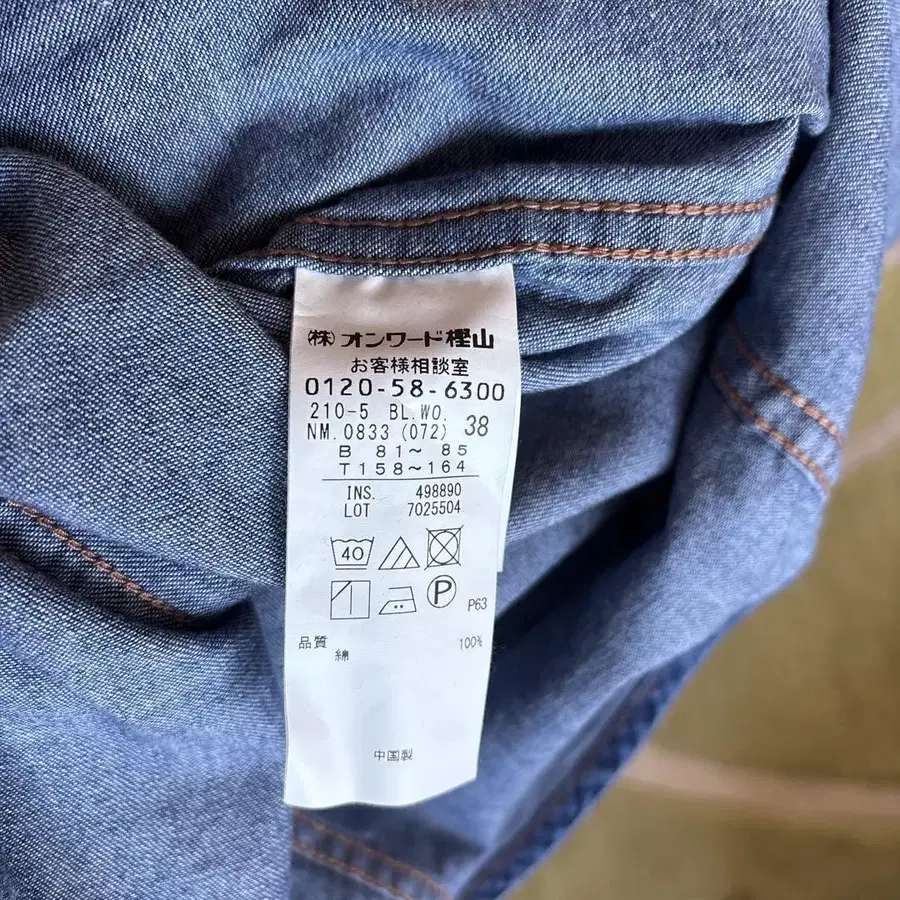 ㈱ オンワード樫山
お客様相談室
0120-58-6300
210-5 BL.WO.
NM.0833 (072) 38
B 81～ 85
T158～164
INS. 498890
LOT 7025504
40
P
P63
品質 綿 100%
中国製